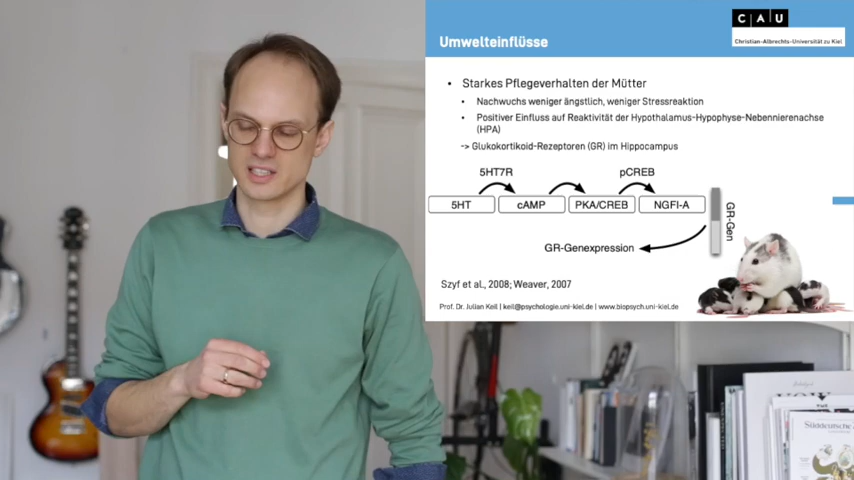 CAU
Christian-Albrechts-Universität zu Kiel
Umwelteinflüsse
• Starkes Pflegeverhalten der Mütter
• Nachwuchs weniger ängstlich, weniger Stressreaktion
• Positiver Einfluss auf Reaktivität der Hypothalamus-Hypophyse-Nebennierenachse
(HPA)
-> Glukokortikoid-Rezeptoren (GR) im Hippocampus
5HT7R pCREB
5HT cAMP PKA/CREB NGFI-A
GR-Gen
GR-Genexpression
Szyf et al., 2008; Weaver, 2007
Prof. Dr. Julian Keil | keil@psychologie.uni-kiel.de | www.biopsych.uni-kiel.de
Süddeutsche